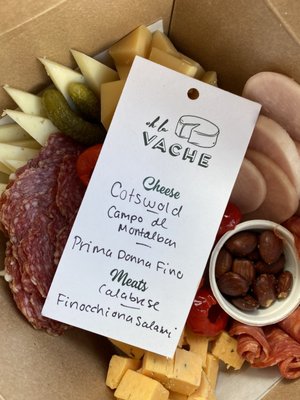 de la
VACHE
Cheese
Cotswold
Campo de
Montalban
Prima Donna Fino
Meats
Calabrese
Finocchiona Salami